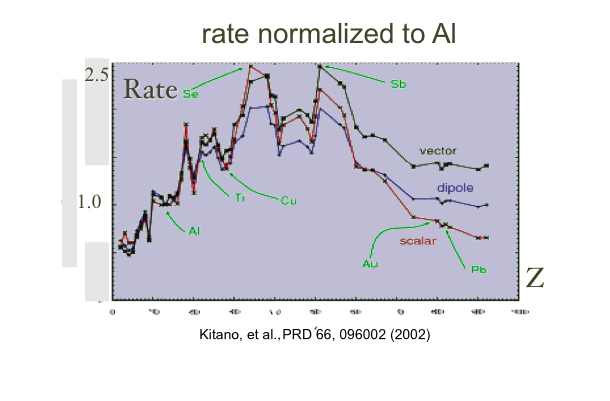 rate normalized to Al
2.5
Rate
Se
Sb
vector
dipole
Ti
Cu
1.0
Al
scalar
Au
Pb
Z
Kitano, et al.,PRD 66, 096002 (2002)